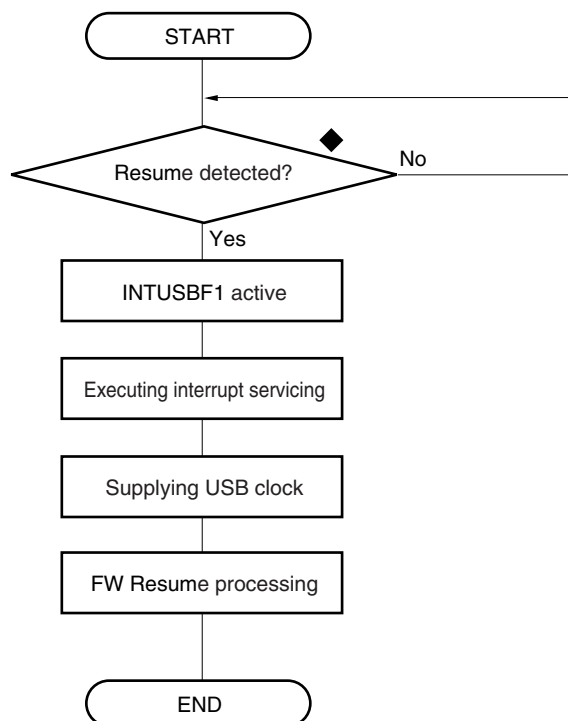 START
Resume detected?
No
Yes
INTUSBF1 active
Executing interrupt servicing
Supplying USB clock
FW Resume processing
END